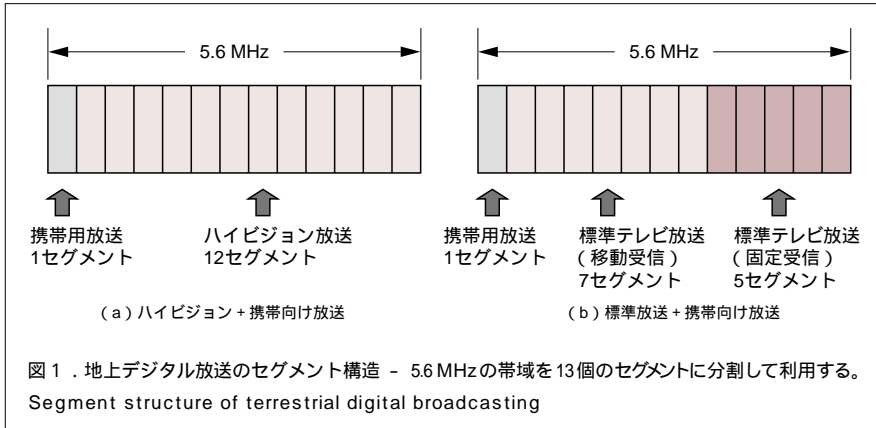 5.6 MHz
携帯用放送
1セグメント
ハイビジョン放送
12セグメント
（a）ハイビジョン + 携帯向け放送
5.6 MHz
携帯用放送
1セグメント
標準テレビ放送
（移動受信）
7セグメント
標準テレビ放送
（固定受信）
5セグメント
（b）標準放送 + 携帯向け放送
図1．地上デジタル放送のセグメント構造 － 5.6 MHzの帯域を13個のセグメントに分割して利用する。
Segment structure of terrestrial digital broadcasting